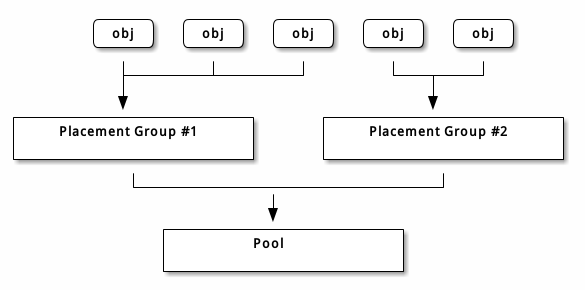 obj obj obj obj obj
Placement Group #1 Placement Group #2
Pool